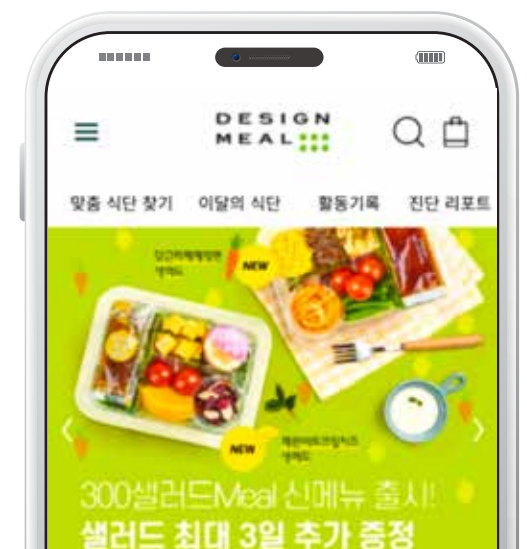 DESIGN
MEAL
맞춤 식단 찾기 이달의 식단 활동기록 진단 리포트
NEW
NEW
300샐러드Meal 신메뉴 출시!
샐러드 최대 3일 추가 증정